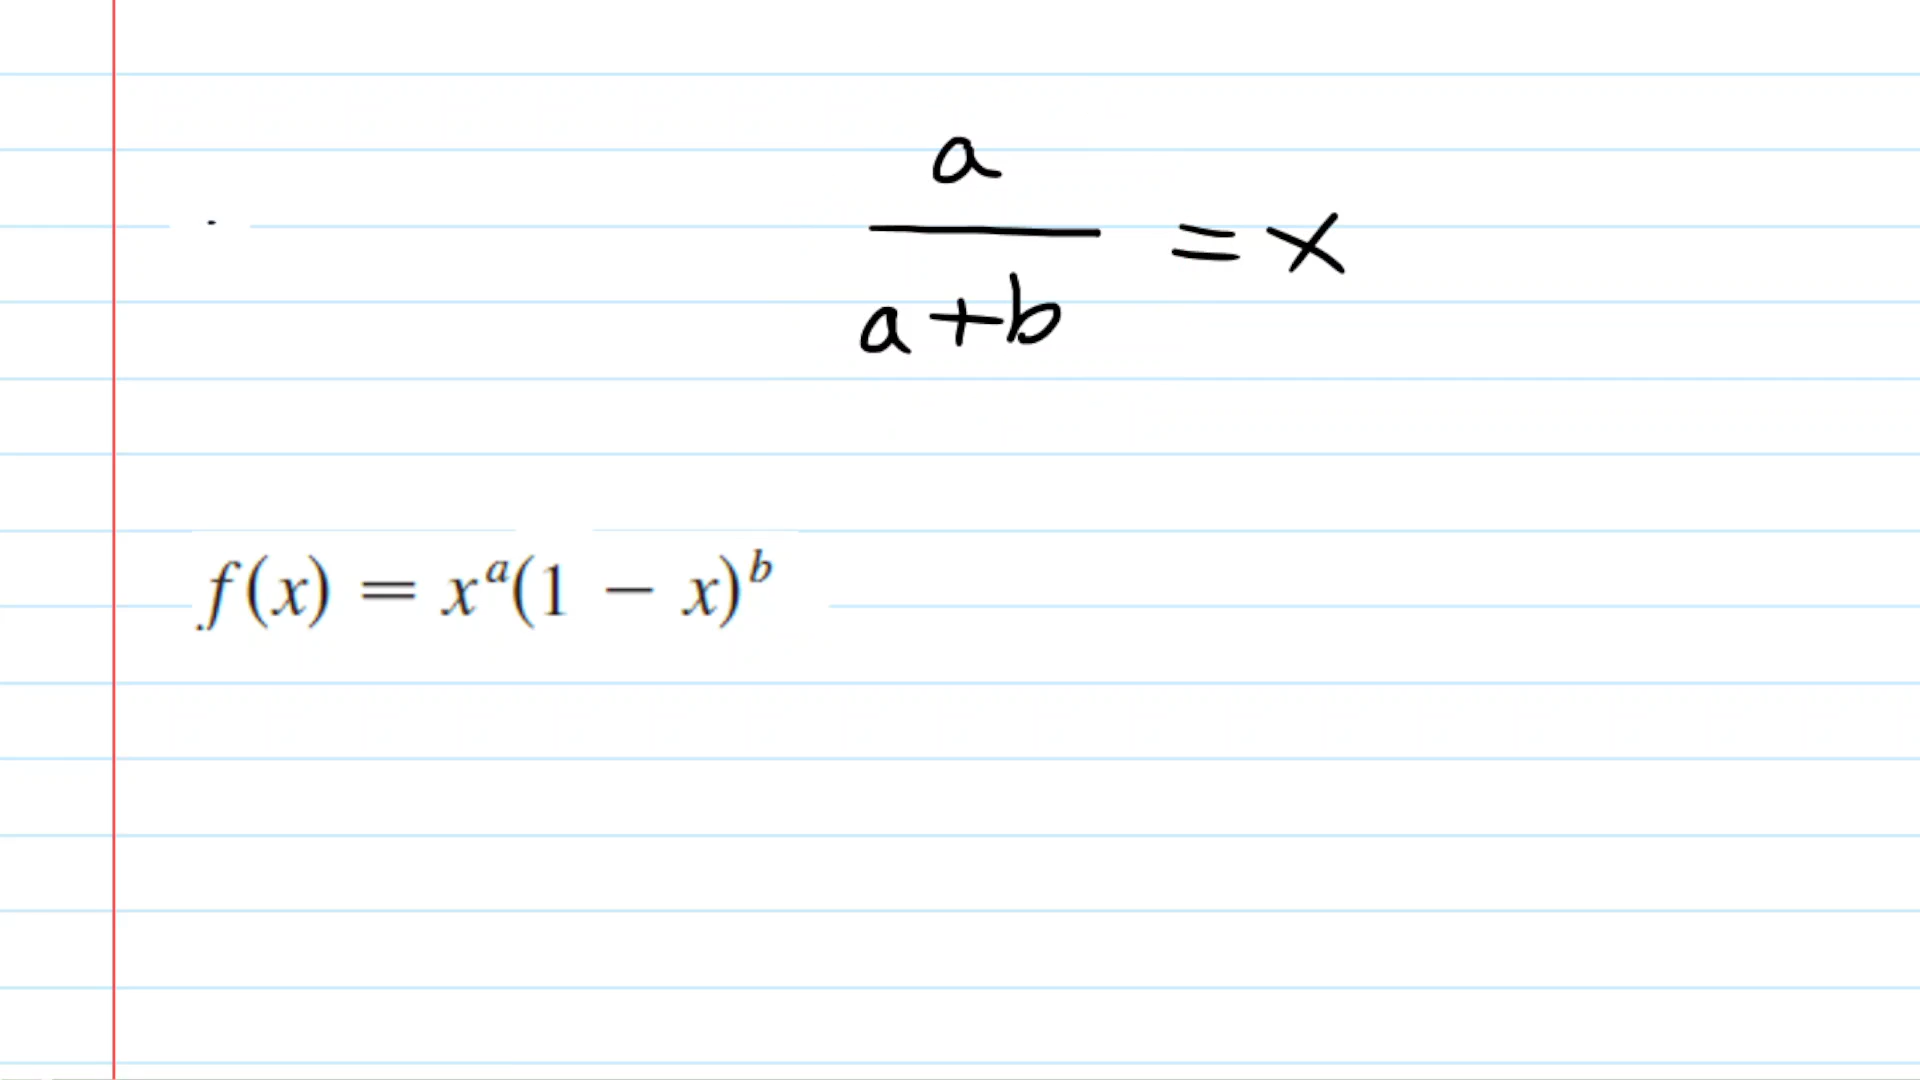 a
a+b = x
f(x) = x^a(1 − x)^b